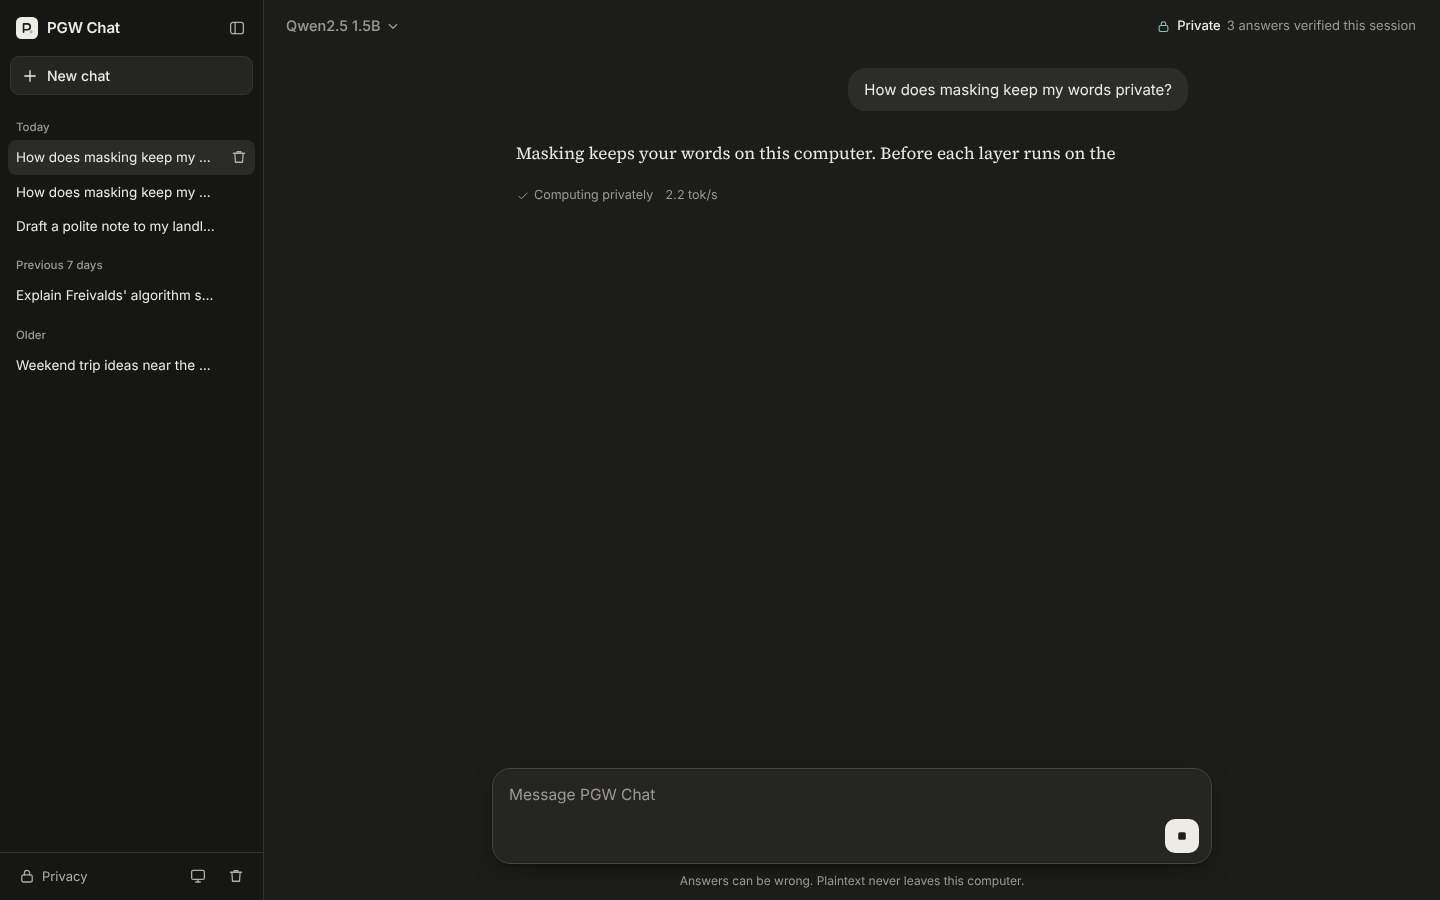 PGW Chat
New chat
Today
How does masking keep my ...
How does masking keep my ...
Draft a polite note to my landl...
Previous 7 days
Explain Freivalds' algorithm s...
Older
Weekend trip ideas near the ...
Privacy
Qwen2.5 1.5B
Private 3 answers verified this session
How does masking keep my words private?
Masking keeps your words on this computer. Before each layer runs on the
Computing privately 2.2 tok/s
Message PGW Chat
Answers can be wrong. Plaintext never leaves this computer.